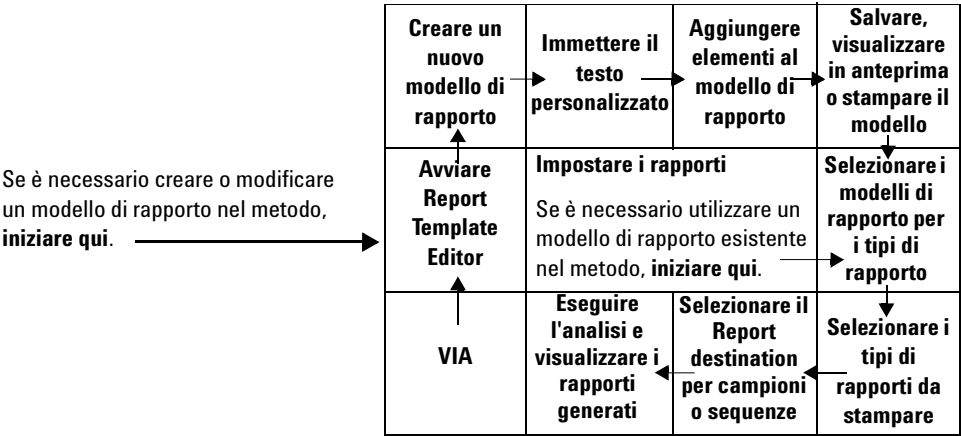 Creare un
nuovo
modello di
rapporto
Immettere il
testo
personalizzato
Aggiungere
elementi al
modello di
rapporto
Salvare,
visualizzare
in anteprima
o stampare il
modello
Se è necessario creare o modificare
un modello di rapporto nel metodo,
iniziare qui.
Avviare
Report
Template
Editor
Impostare i rapporti
Se è necessario utilizzare un
modello di rapporto esistente
nel metodo, iniziare qui.
Selezionare i
modelli di
rapporto per
i tipi di
rapporto
VIA
Eseguire
l'analisi e
visualizzare i
rapporti
generati
Selezionare il
Report
destination
per campioni
o sequenze
Selezionare i
tipi di
rapporti da
stampare